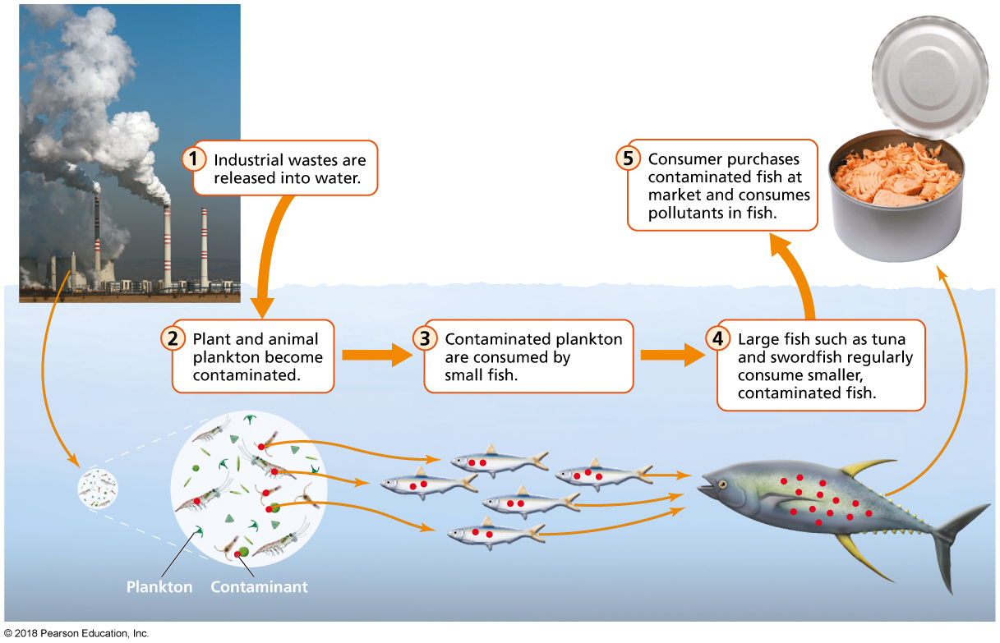 1 Industrial wastes are
released into water.
2 Plant and animal
plankton become
contaminated.
3 Contaminated plankton
are consumed by
small fish.
4 Large fish such as tuna
and swordfish regularly
consume smaller,
contaminated fish.
5 Consumer purchases
contaminated fish at
market and consumes
pollutants in fish.
Plankton
Contaminant
© 2018 Pearson Education, Inc.